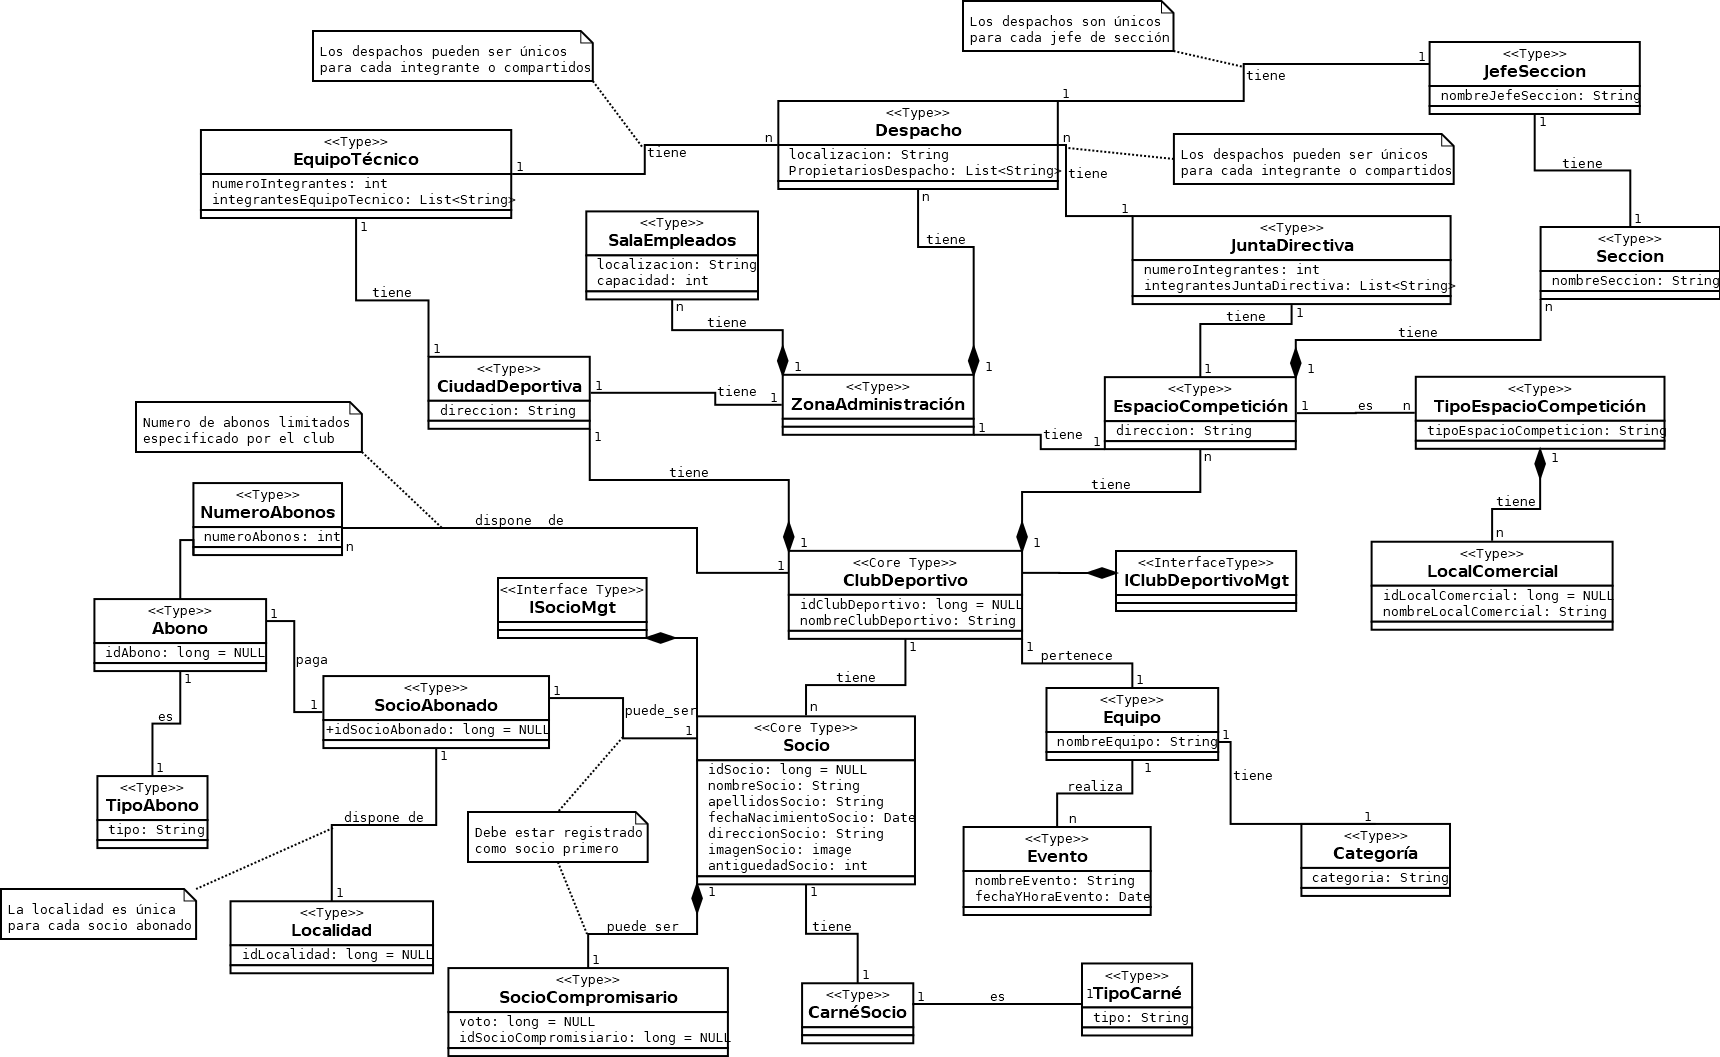 Los despachos son únicos
para cada jefe de sección
Los despachos pueden ser únicos
para cada integrante o compartidos
<<Type>>
JefeSeccion
nombreJefeSeccion: String
1
tiene
1
<<Type>>
Despacho
localizacion: String
PropietariosDespacho: List<String>
n
tiene
1
n
tiene
1
Los despachos pueden ser únicos
para cada integrante o compartidos
<<Type>>
EquipoTécnico
numeroIntegrantes: int
integrantesEquipoTecnico: List<String>
1
tiene
1
1
tiene
1
<<Type>>
SalaEmpleados
localizacion: String
capacidad: int
n
tiene
1
n
tiene
1
<<Type>>
JuntaDirectiva
numeroIntegrantes: int
integrantesJuntaDirectiva: List<String>
1
tiene
1
<<Type>>
Seccion
nombreSeccion: String
n
tiene
1
<<Type>>
CiudadDeportiva
direccion: String
1
tiene
1
<<Type>>
ZonaAdministración
1
tiene
1
<<Type>>
EspacioCompetición
direccion: String
1
es
n
<<Type>>
TipoEspacioCompetición
tipoEspacioCompeticion: String
1
tiene
n
Numero de abonos limitados
especificado por el club
1
tiene
1
n
tiene
1
<<Type>>
NumeroAbonos
numeroAbonos: int
n
dispone  de
1
<<Core Type>>
ClubDeportivo
idClubDeportivo: long = NULL
nombreClubDeportivo: String
<<InterfaceType>>
IClubDeportivoMgt
<<Type>>
LocalComercial
idLocalComercial: long = NULL
nombreLocalComercial: String
<<Interface Type>>
ISocioMgt
<<Type>>
Abono
idAbono: long = NULL
1
paga
1
1
es
1
<<Type>>
SocioAbonado
+idSocioAbonado: long = NULL
1
puede_ser
1
1
tiene
n
1
pertenece
1
<<Type>>
Equipo
nombreEquipo: String
1
tiene
1
1
realiza
n
<<Core Type>>
Socio
idSocio: long = NULL
nombreSocio: String
apellidosSocio: String
fechaNacimientoSocio: Date
direccionSocio: String
imagenSocio: image
antiguedadSocio: int
<<Type>>
TipoAbono
tipo: String
1
dispone de
1
Debe estar registrado
como socio primero
<<Type>>
Evento
nombreEvento: String
fechaYHoraEvento: Date
<<Type>>
Categoría
categoria: String
La localidad es única
para cada socio abonado
<<Type>>
Localidad
idLocalidad: long = NULL
1
puede ser
1
1
tiene
1
<<Type>>
SocioCompromisario
voto: long = NULL
idSocioCompromisiario: long = NULL
<<Type>>
CarnéSocio
1
es
1
<<Type>>
TipoCarné
tipo: String